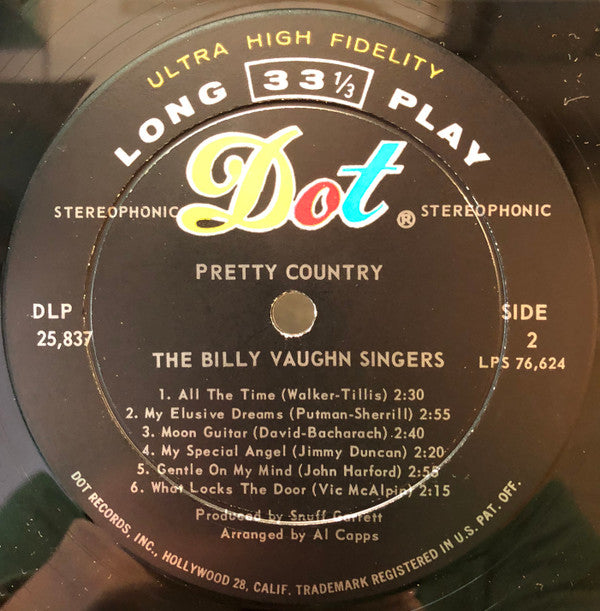 ULTRA HIGH FIDELITY
LONG 33 1/3 PLAY
Dot®
STEREOPHONIC STEREOPHONIC
PRETTY COUNTRY
DLP SIDE
25,837 2
LPS 76,624
THE BILLY VAUGHN SINGERS
1. All The Time (Walker-Tillis) 2:30
2. My Elusive Dreams (Putman-Sherrill) 2:55
3. Moon Guitar (David-Bacharach) 2:40
4. My Special Angel (Jimmy Duncan) 2:20
5. Gentle On My Mind (John Harford) 2:55
6. What Locks The Door (Vic McAlpin) 2:15
Produced by Snuff Garrett
Arranged by Al Capps
DOT RECORDS, INC., HOLLYWOOD 28, CALIF. TRADEMARK REGISTERED IN U.S. PAT. OFF.